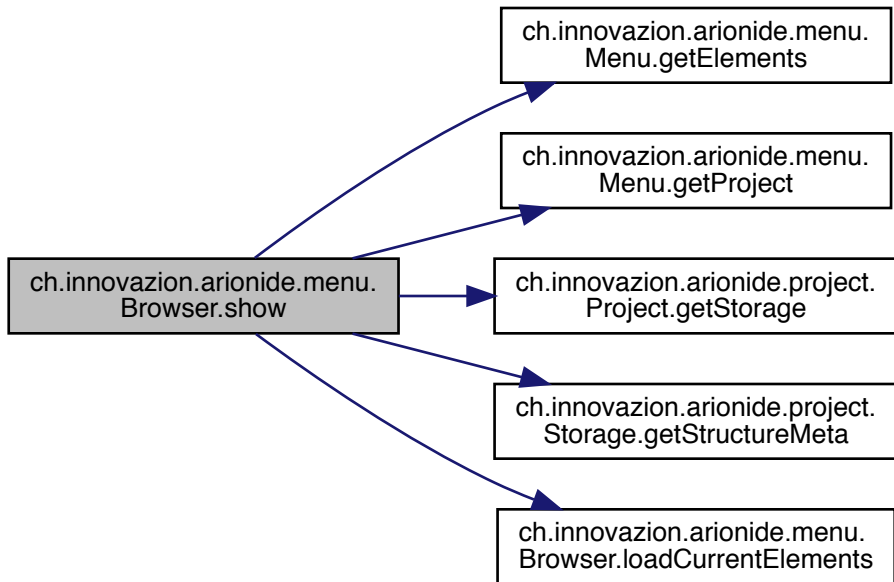 ch.innovazion.arionide.menu.
Menu.getElements
ch.innovazion.arionide.menu.
Menu.getProject
ch.innovazion.arionide.menu.
Browser.show
ch.innovazion.arionide.project.
Project.getStorage
ch.innovazion.arionide.project.
Storage.getStructureMeta
ch.innovazion.arionide.menu.
Browser.loadCurrentElements